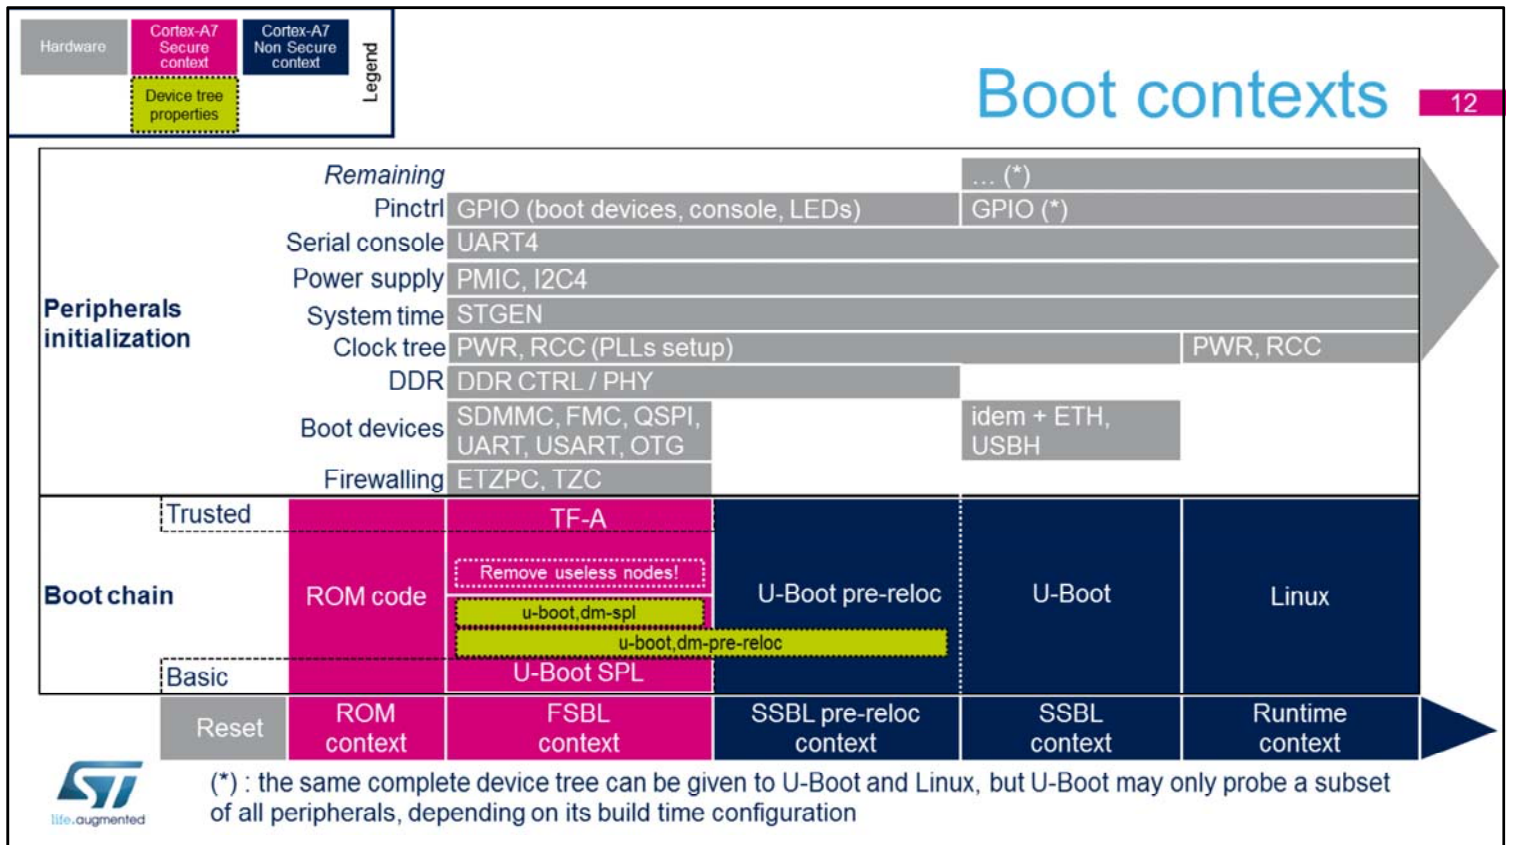 Hardware
Cortex-A7
Secure
context
Cortex-A7
Non Secure
context
Legend
Device tree
properties
Boot contexts
12
Remaining
... (*)
Pinctrl GPIO (boot devices, console, LEDs) GPIO (*)
Serial console UART4
Power supply PMIC, I2C4
Peripherals
initialization
System time STGEN
Clock tree PWR, RCC (PLLs setup) PWR, RCC
DDR DDR CTRL / PHY
Boot devices
SDMMC, FMC, QSPI,
UART, USART, OTG
idem + ETH,
USBH
Firewalling ETZPC, TZC
Trusted
TF-A
Remove useless nodes!
Boot chain
ROM code
U-Boot pre-reloc
U-Boot
Linux
u-boot,dm-spl
u-boot,dm-pre-reloc
Basic
U-Boot SPL
Reset
ROM
context
FSBL
context
SSBL pre-reloc
context
SSBL
context
Runtime
context
ST
life.augmented
(*) : the same complete device tree can be given to U-Boot and Linux, but U-Boot may only probe a subset
of all peripherals, depending on its build time configuration